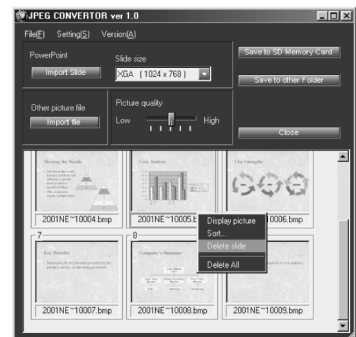 JPEG CONVERTOR ver 1.0
File(F) Setting(S) Version(A)
PowerPoint
Import Slide
Slide size
XGA (1024 x 768)
Save to SD Memory Card
Save to other Folder
Other picture file
Import file
Picture quality
Low High
Close
Meeting the Needs
Cost Analysis
Our Strengths
2001NE~10004.bmp
2001NE~10005.b
0006.bmp
Display picture
Sort...
Delete slide
Delete All
7
8
Key Benefits
Company's Structure
2001NE~10007.bmp
2001NE~10008.bmp
2001NE~10009.bmp